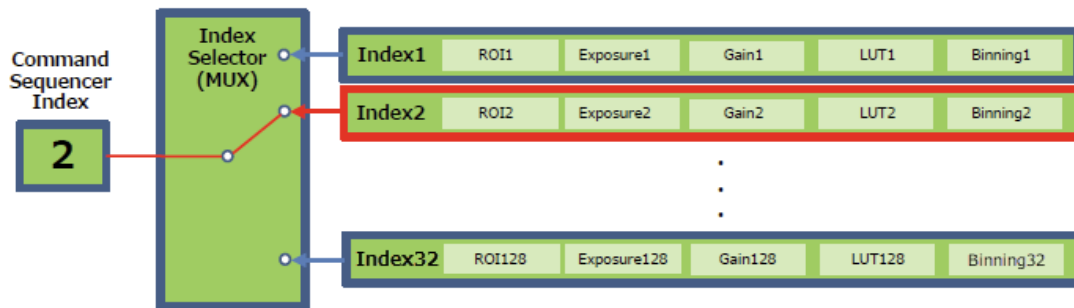 Command
Sequencer
Index
2
Index
Selector
(MUX)
Index1 ROI1 Exposure1 Gain1 LUT1 Binning1
Index2 ROI2 Exposure2 Gain2 LUT2 Binning2
Index32 ROI128 Exposure128 Gain128 LUT128 Binning32